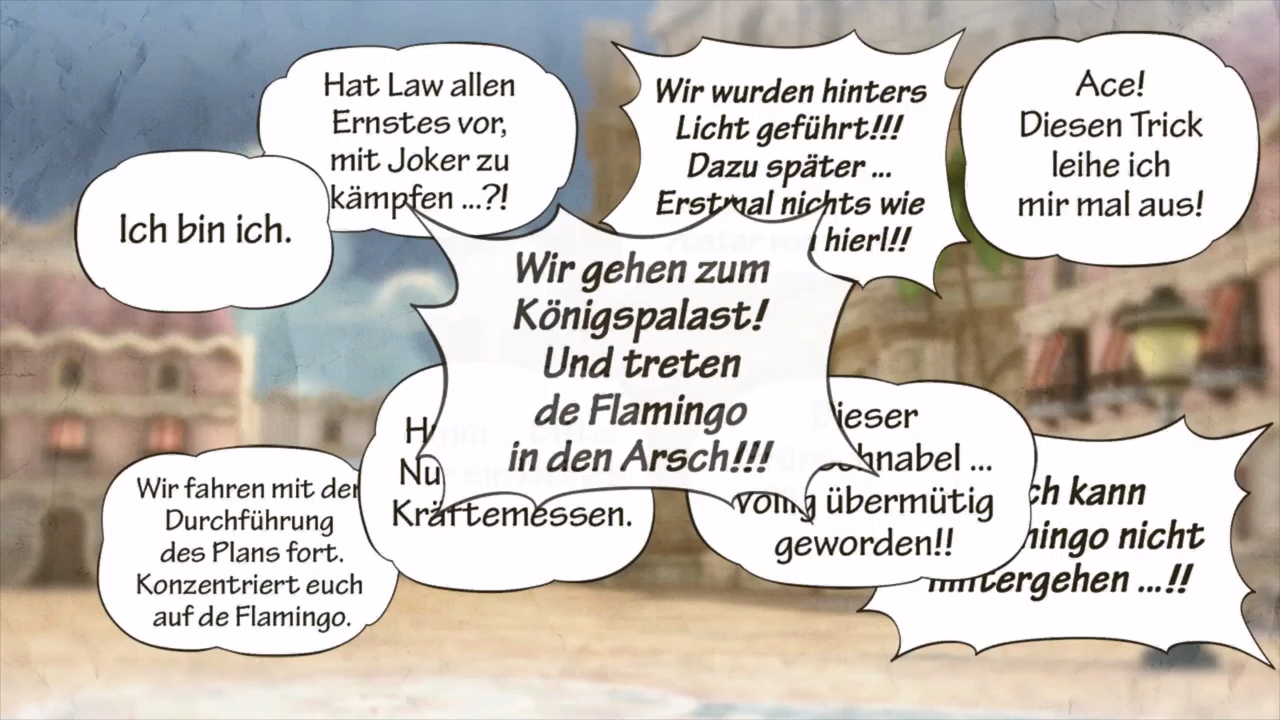 Hat Law allen
Ernstes vor,
mit Joker zu
kämpfen ...?!
Wir wurden hinters
Licht geführt!!!
Dazu später ...
Erstmal nichts wie
hierl!!
Ace!
Diesen Trick
leihe ich
mir mal aus!
Ich bin ich.
Wir gehen zum
Königspalast!
Und treten
de Flamingo
in den Arsch!!!
Wir fahren mit der
Durchführung
des Plans fort.
Konzentriert euch
auf de Flamingo.
Kräftemessen.
Dieser
völlig übermütig
geworden!!
kann
nicht
hintergehen ...!!